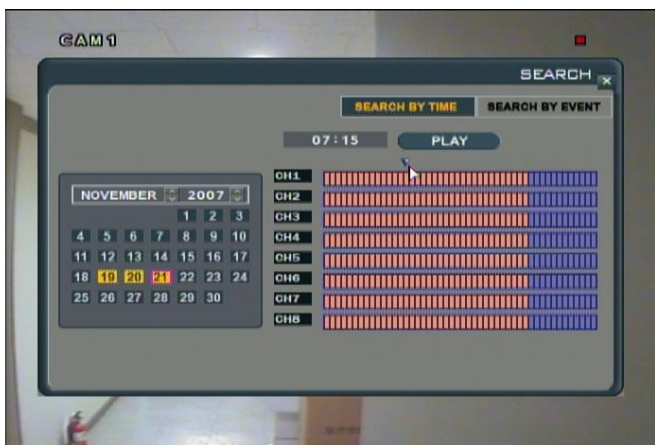 CAM 1
SEARCH
SEARCH BY TIME SEARCH BY EVENT
07:15 PLAY
NOVEMBER 2007
1 2 3
4 5 6 7 8 9 10
11 12 13 14 15 16 17
18 19 20 21 22 23 24
25 26 27 28 29 30
CH1
CH2
CH3
CH4
CH5
CH6
CH7
CH8